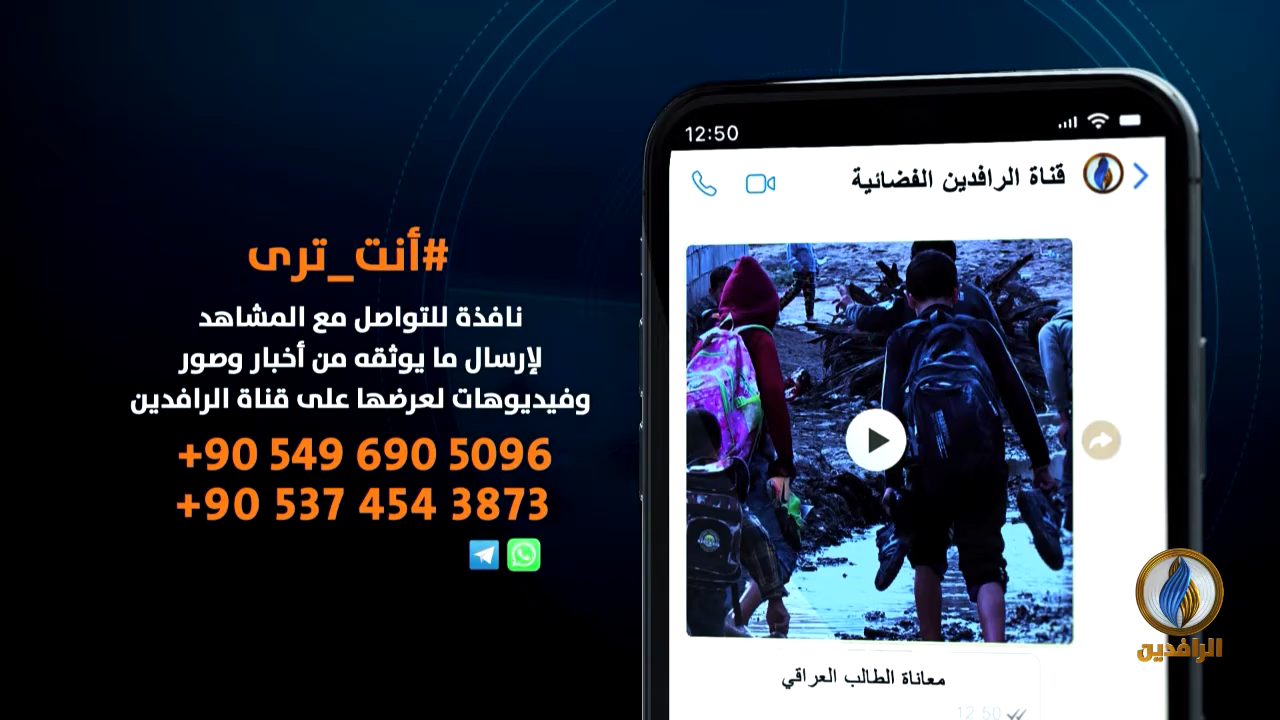 #أنت_ترى
نافذة للتواصل مع المشاهد
لإرسال ما يوثقه من أخبار وصور
وفيديوهات لعرضها على قناة الرافدين
+90 549 690 5096
+90 537 454 3873
12:50
قناة الرافدين الفضائية
معاناة الطالب العراقي
12:50
الرافدين